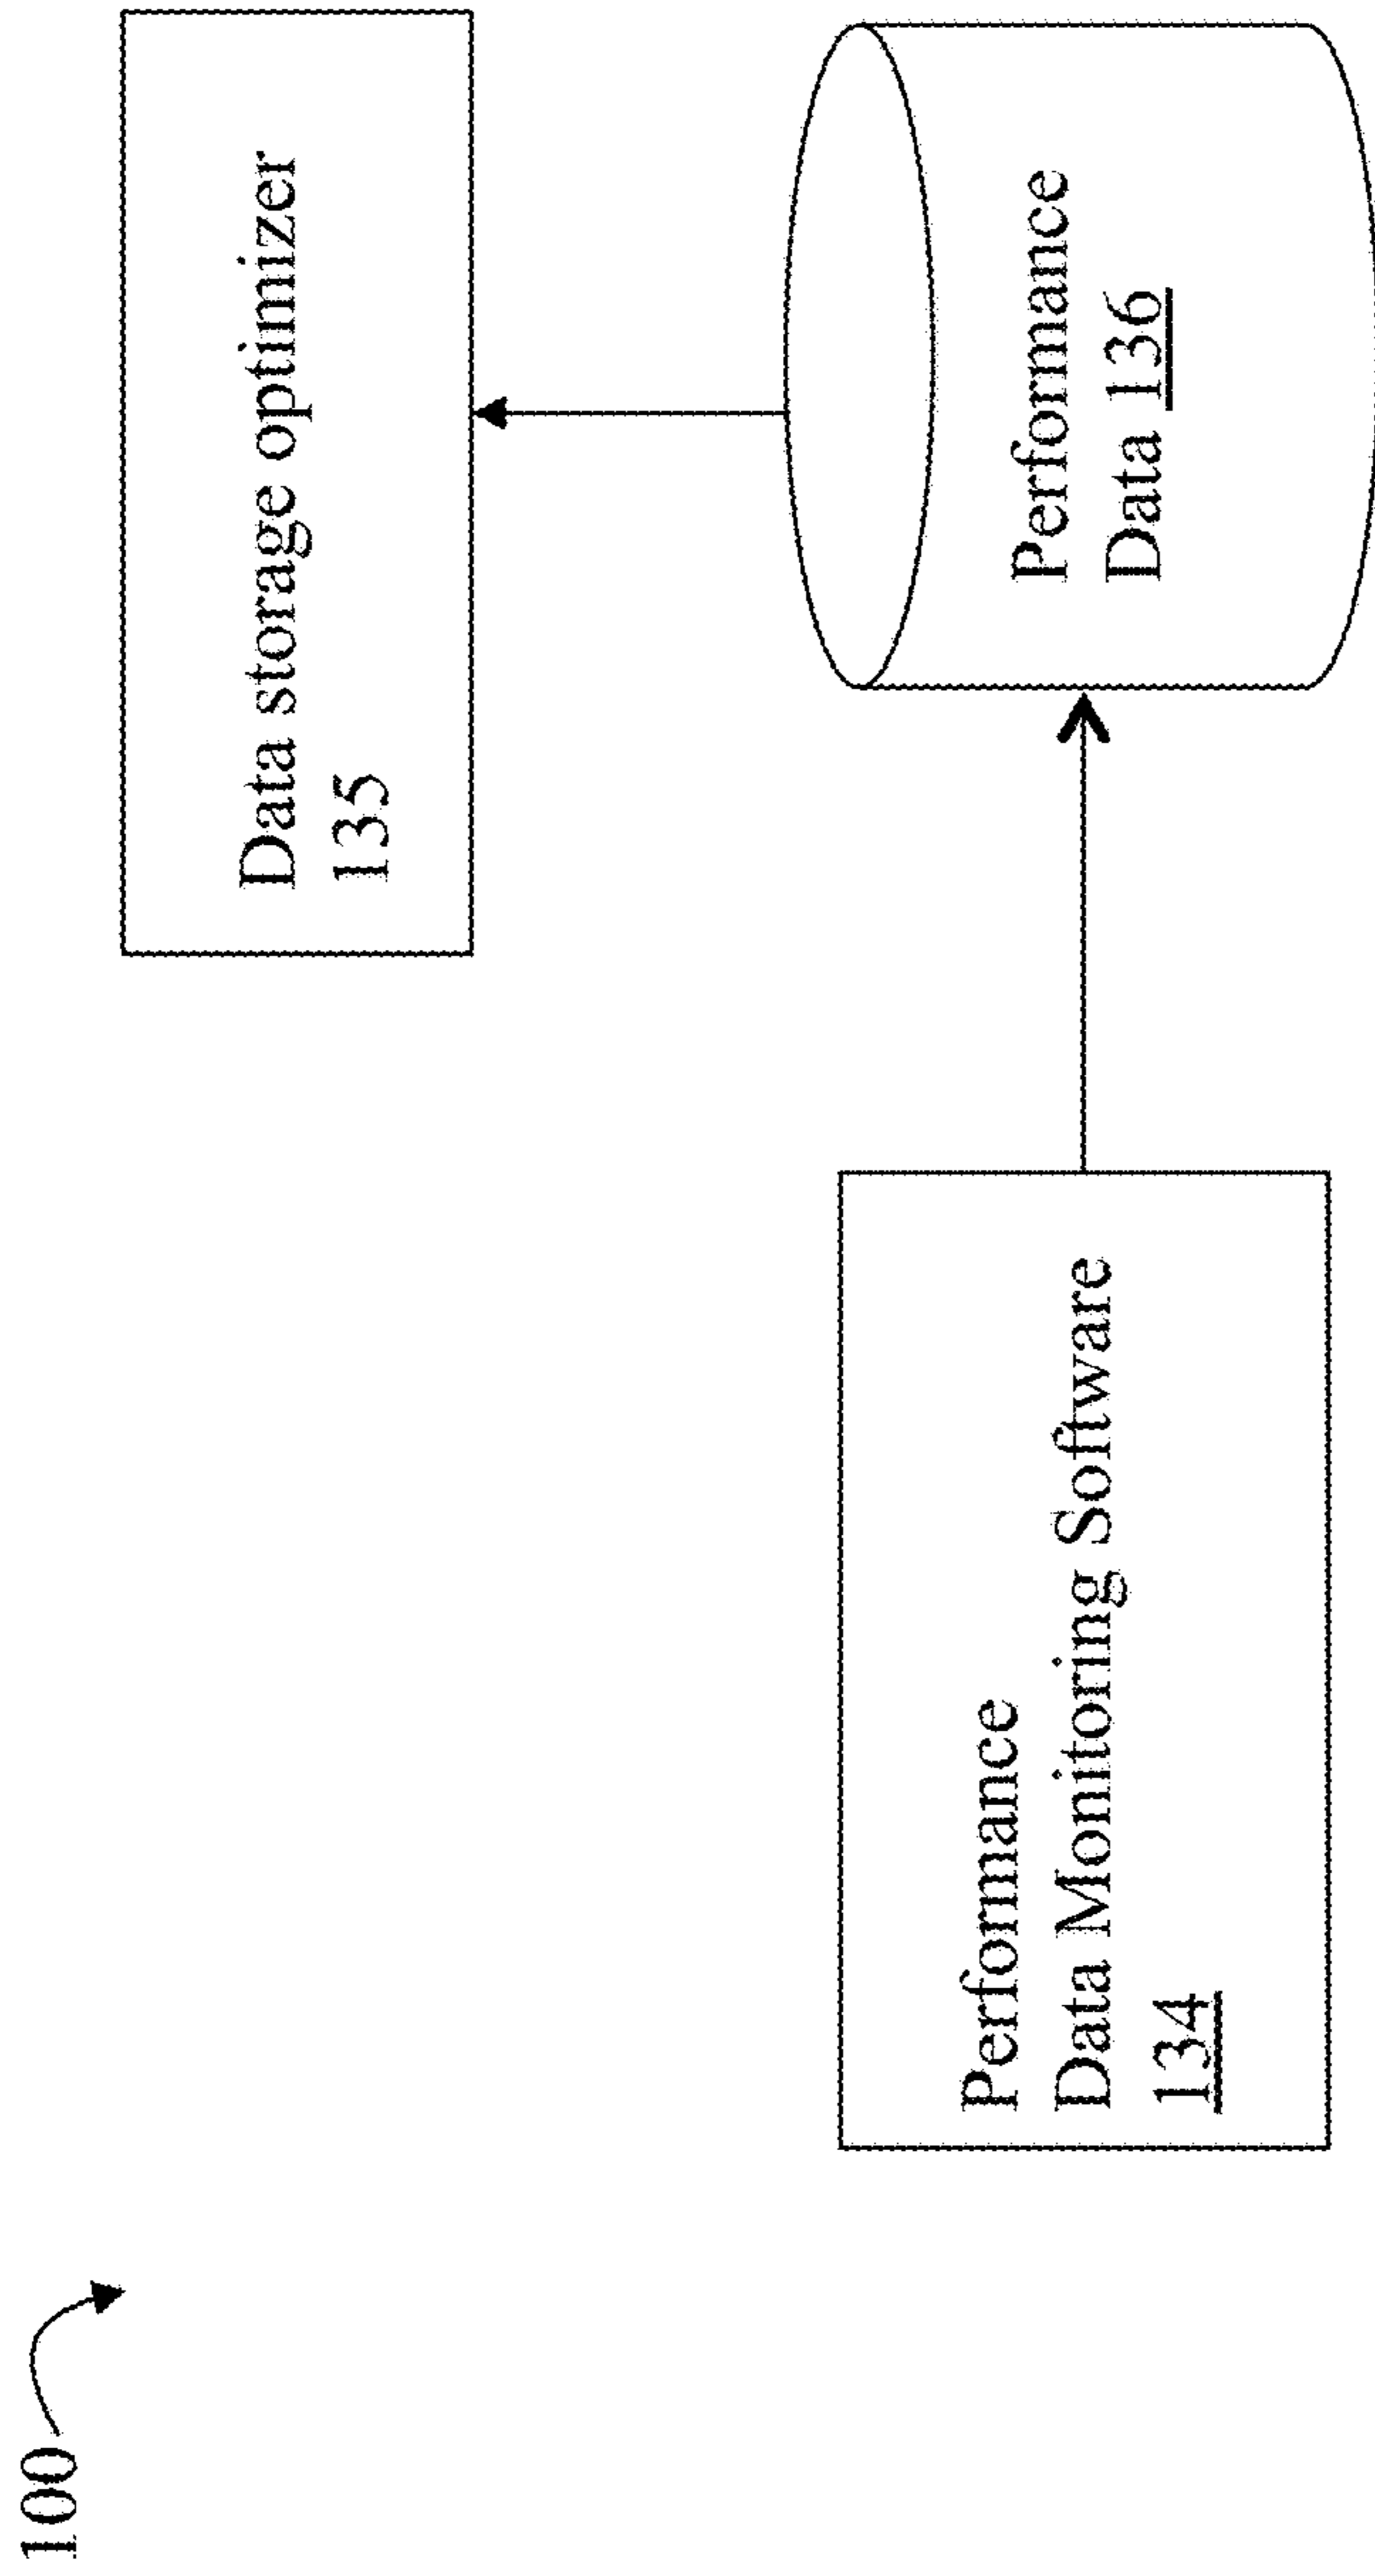 100
Data storage optimizer
135
Performance
Data Monitoring Software
134
Performance
Data 136